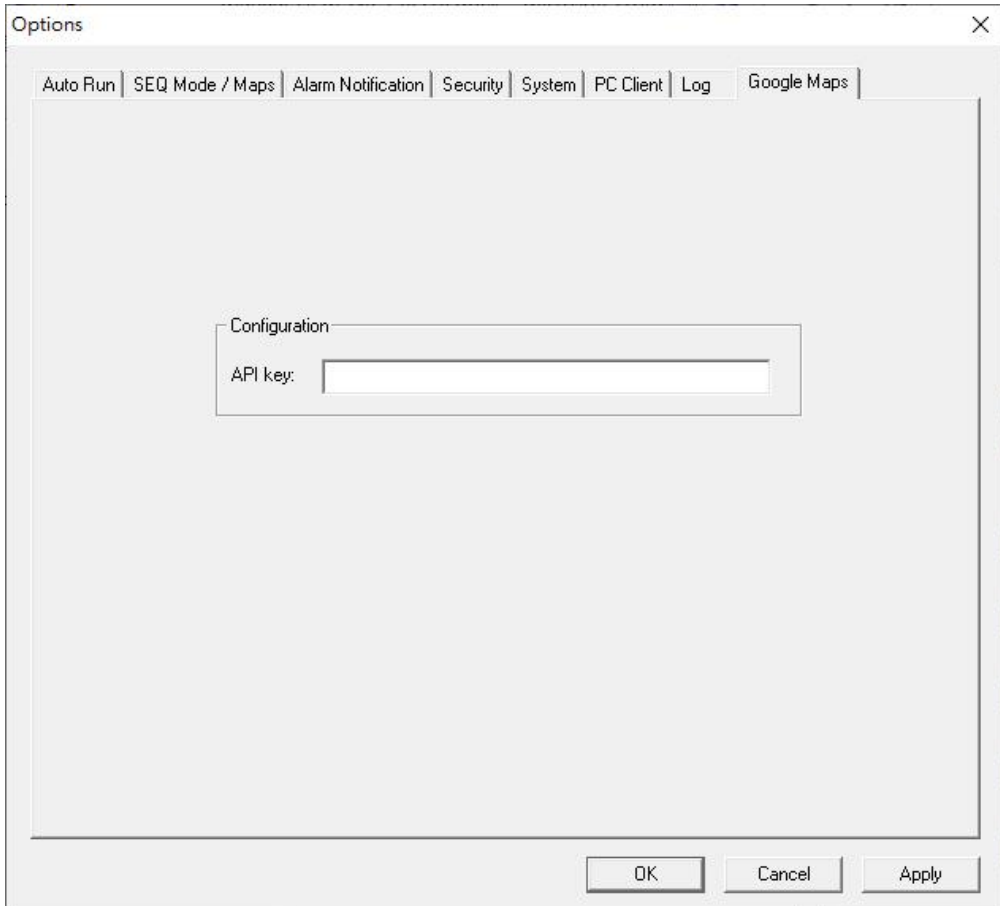 Options
Auto Run SEQ Mode / Maps Alarm Notification Security System PC Client Log Google Maps
Configuration
API key:
OK Cancel Apply